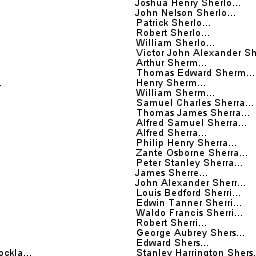 Joshua Henry Sherlo...
John Nelson Sherlo...
Patrick Sherlo...
Robert Sherlo...
William Sherlo...
Victor John Alexander Sh
Arthur Sherm...
Thomas Edward Sherm...
Henry Sherm...
William Sherm...
Samuel Charles Sherra...
Thomas James Sherra...
Alfred Samuel Sherra...
Alfred Sherra...
Philip Henry Sherra...
Zante Osborne Sherra...
Peter Stanley Sherra...
James Sherre...
John Alexander Sherr...
Louis Bedford Sherri...
Edwin Tanner Sherri...
Waldo Francis Sherri...
Robert Sherri...
George Aubrey Shers...
Edward Shers...
ockla... Stanley Harrington Shers.